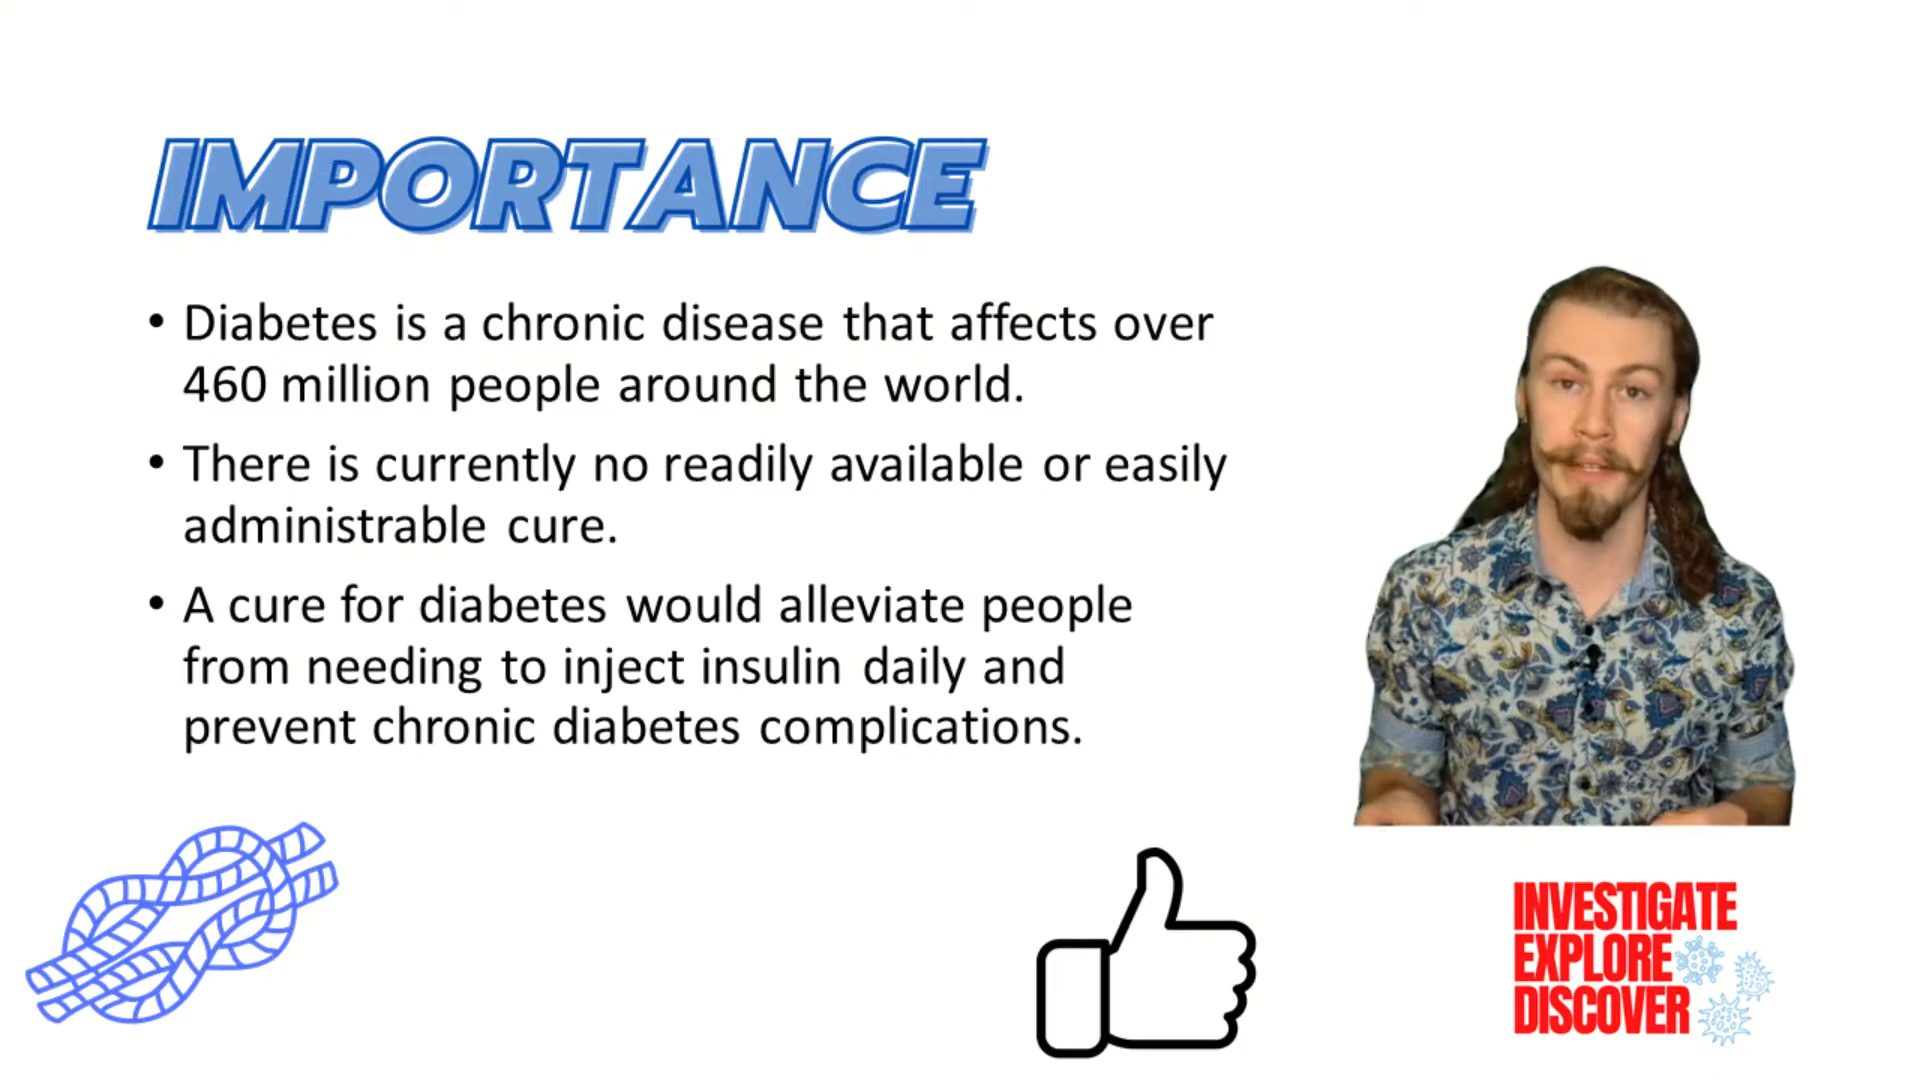 IMPORTANCE
• Diabetes is a chronic disease that affects over
460 million people around the world.
• There is currently no readily available or easily
administrable cure.
• A cure for diabetes would alleviate people
from needing to inject insulin daily and
prevent chronic diabetes complications.
INVESTIGATE
EXPLORE
DISCOVER